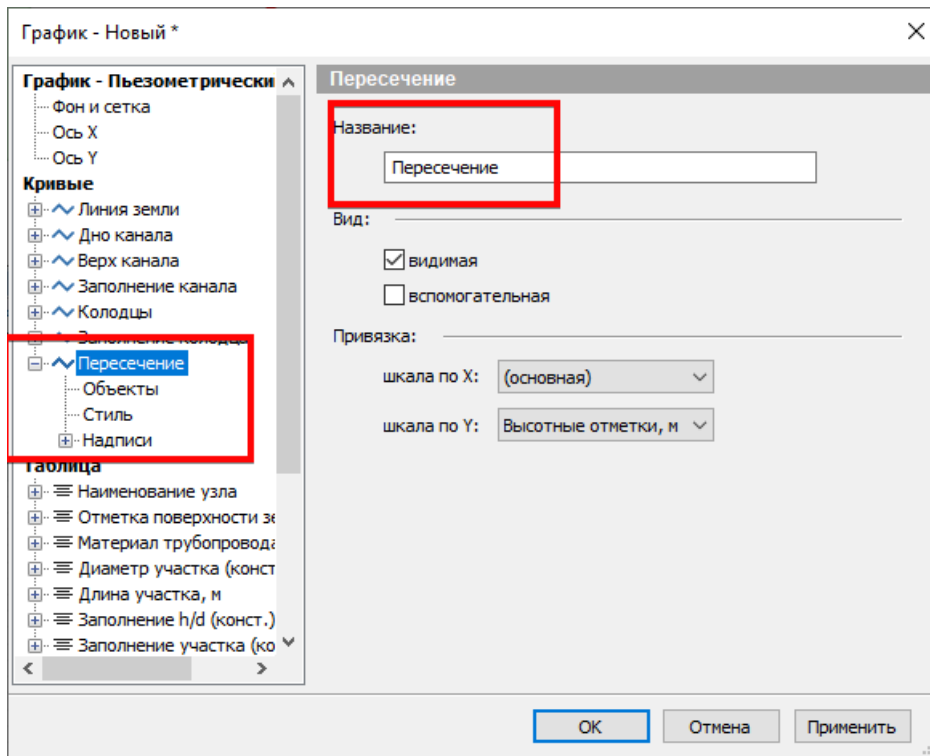 График - Новый *
График - Пьезометрически
Фон и сетка
Ось X
Ось Y
Кривые
Линия земли
Дно канала
Верх канала
Заполнение канала
Колодцы
Заполнение колодца
Пересечение
Объекты
Стиль
Надписи
Таблица
Наименование узла
Отметка поверхности зе
Материал трубопровода
Диаметр участка (конст
Длина участка, м
Заполнение h/d (конст.)
Заполнение участка (ко
Пересечение
Название:
Пересечение
Вид:
видимая
вспомогательная
Привязка:
шкала по X: (основная)
шкала по Y: Высотные отметки, м
OK Отмена Применить